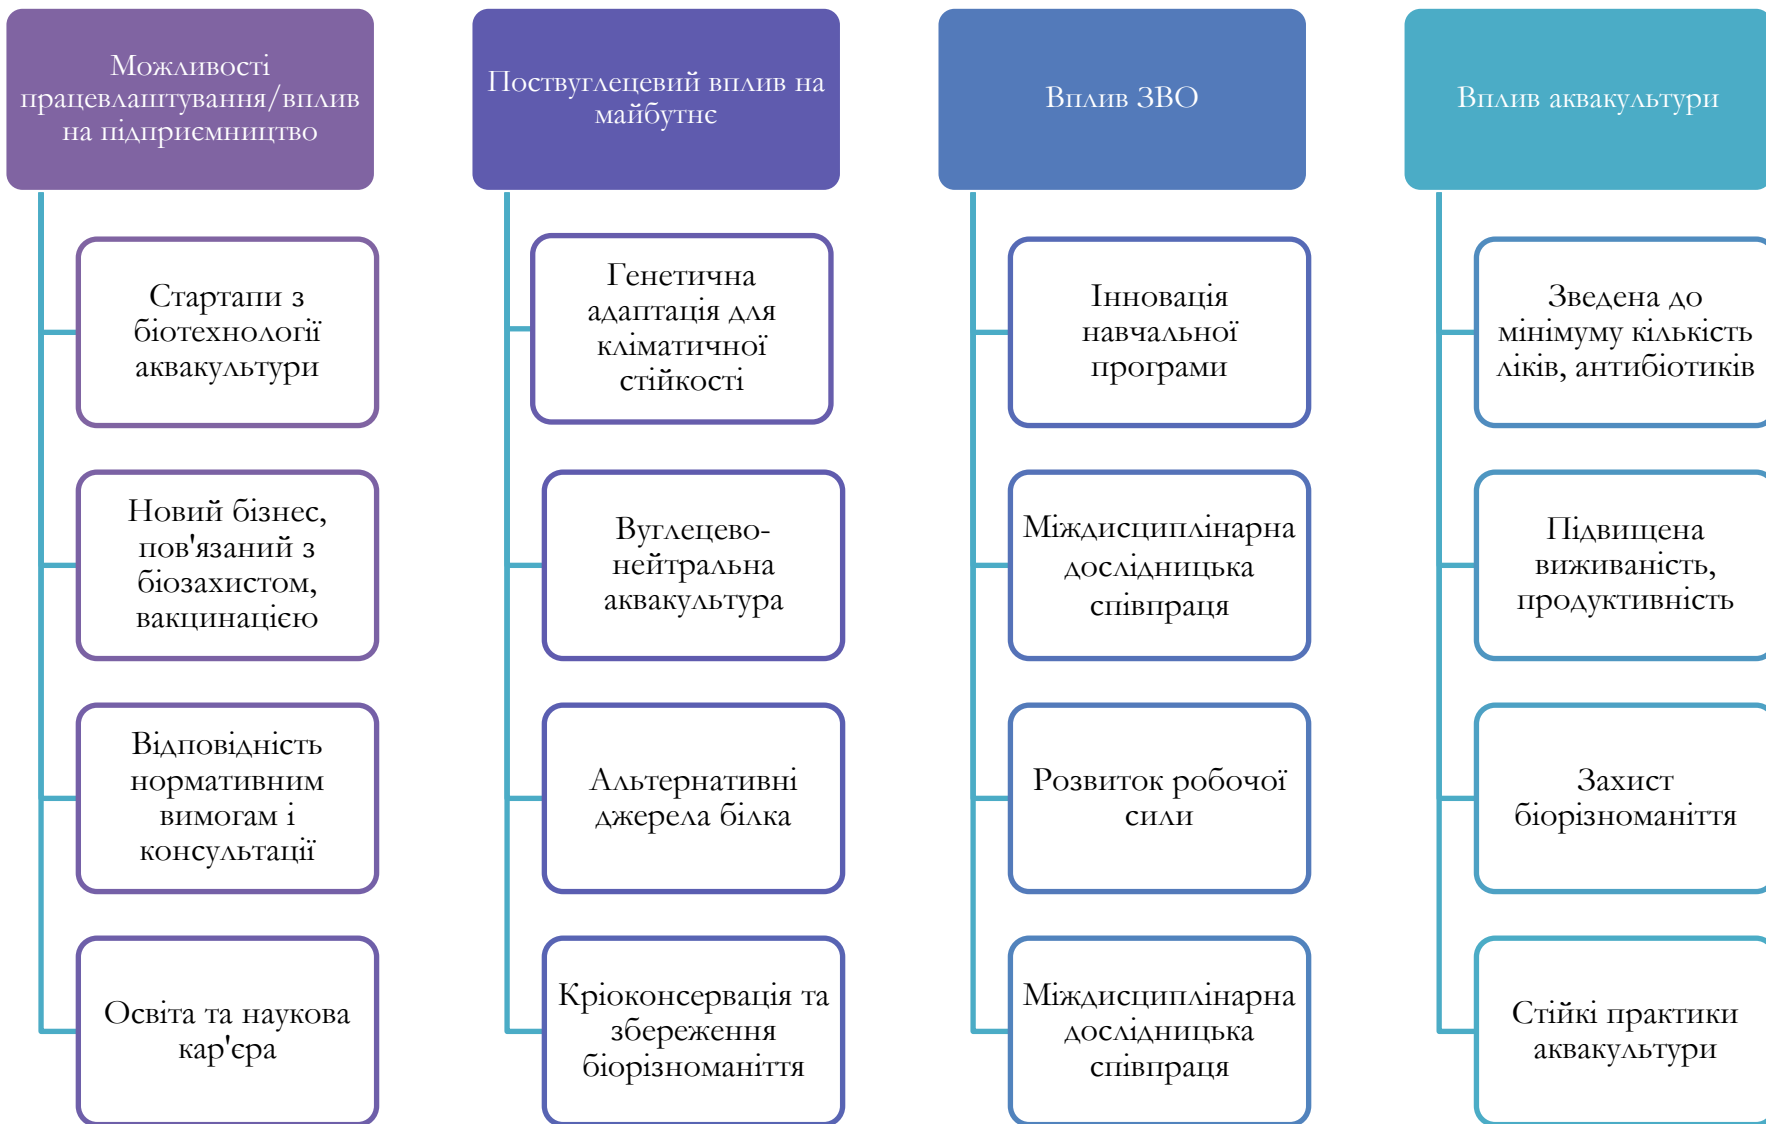 Можливості
працевлаштування/вплив
на підприємництво
Стартапи з
біотехнології
аквакультури
Новий бізнес,
пов'язаний з
біозахистом,
вакцинацією
Відповідність
нормативним
вимогам і
консультації
Освіта та наукова
кар'єра
Поствуглецевий вплив на
майбутнє
Генетична
адаптація для
кліматичної
стійкості
Вуглецево-
нейтральна
аквакультура
Альтернативні
джерела білка
Кріоконсервація та
збереження
біорізноманіття
Вплив ЗВО
Інновація
навчальної
програми
Міждисциплінарна
дослідницька
співпраця
Розвиток робочої
сили
Міждисциплінарна
дослідницька
співпраця
Вплив аквакультури
Зведена до
мінімуму кількість
ліків, антибіотиків
Підвищена
виживаність,
продуктивність
Захист
біорізноманіття
Стійкі практики
аквакультури